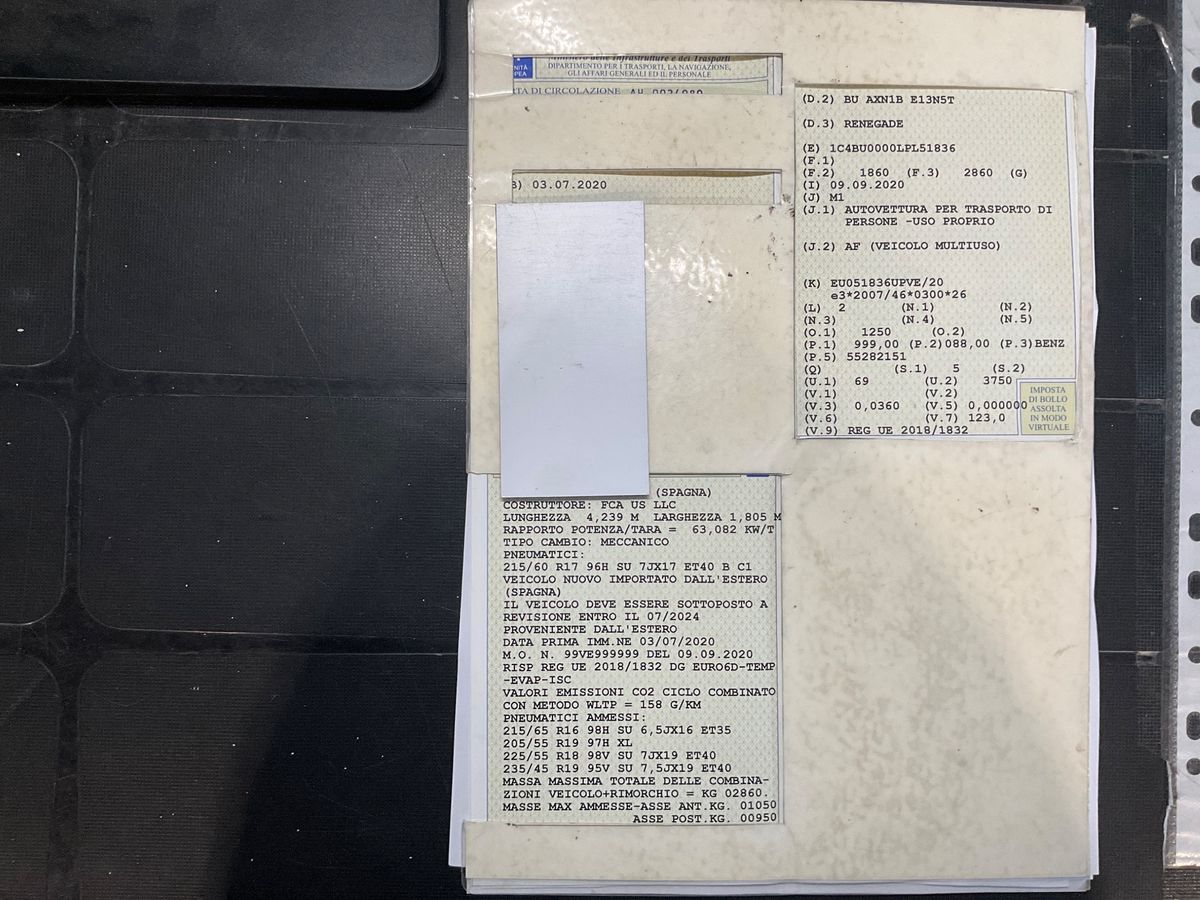 NITÀ
PEA
Ministero delle Infrastrutture e dei Trasporti
DIPARTIMENTO PER I TRASPORTI, LA NAVIGAZIONE,
GLI AFFARI GENERALI ED IL PERSONALE
TA DI CIRCOLAZIONE AH
B) 03.07.2020
(SPAGNA)
COSTRUTTORE: FCA US LLC
LUNGHEZZA 4,239 M LARGHEZZA 1,805 M
RAPPORTO POTENZA/TARA = 63,082 KW/T
TIPO CAMBIO: MECCANICO
PNEUMATICI:
215/60 R17 96H SU 7JX17 ET40 B C1
VEICOLO NUOVO IMPORTATO DALL'ESTERO
(SPAGNA)
IL VEICOLO DEVE ESSERE SOTTOPOSTO A
REVISIONE ENTRO IL 07/2024
PROVENIENTE DALL'ESTERO
DATA PRIMA IMM.NE 03/07/2020
M.O. N. 99VE999999 DEL 09.09.2020
RISP REG UE 2018/1832 DG EURO6D-TEMP
-EVAP-ISC
VALORI EMISSIONI CO2 CICLO COMBINATO
CON METODO WLTP = 158 G/KM
PNEUMATICI AMMESSI:
215/65 R16 98H SU 6,5JX16 ET35
205/55 R19 97H XL
225/55 R18 98V SU 7JX19 ET40
235/45 R19 95V SU 7,5JX19 ET40
MASSA MASSIMA TOTALE DELLE COMBINA-
ZIONI VEICOLO+RIMORCHIO = KG 02860.
MASSE MAX AMMESSE-ASSE ANT.KG. 01050
ASSE POST.KG. 00950
(D.2) BU AXN1B E13N5T
(D.3) RENEGADE
(E) 1C4BU0000LPL51836
(F.1)
(F.2) 1860 (F.3) 2860 (G)
(I) 09.09.2020
(J) M1
(J.1) AUTOVETTURA PER TRASPORTO DI
PERSONE -USO PROPRIO
(J.2) AF (VEICOLO MULTIUSO)
(K) EU051836UPVE/20
e3*2007/46*0300*26
(L) 2 (N.1) (N.2)
(N.3) (N.4) (N.5)
(O.1) 1250 (O.2)
(P.1) 999,00 (P.2)088,00 (P.3)BENZ
(P.5) 55282151
(Q) (S.1) 5 (S.2)
(U.1) 69 (U.2) 3750
(V.1) (V.2)
(V.3) 0,0360 (V.5) 0,000000
(V.6) (V.7) 123,0
(V.9) REG UE 2018/1832
IMPOSTA
DI BOLLO
ASSOLTA
IN MODO
VIRTUALE